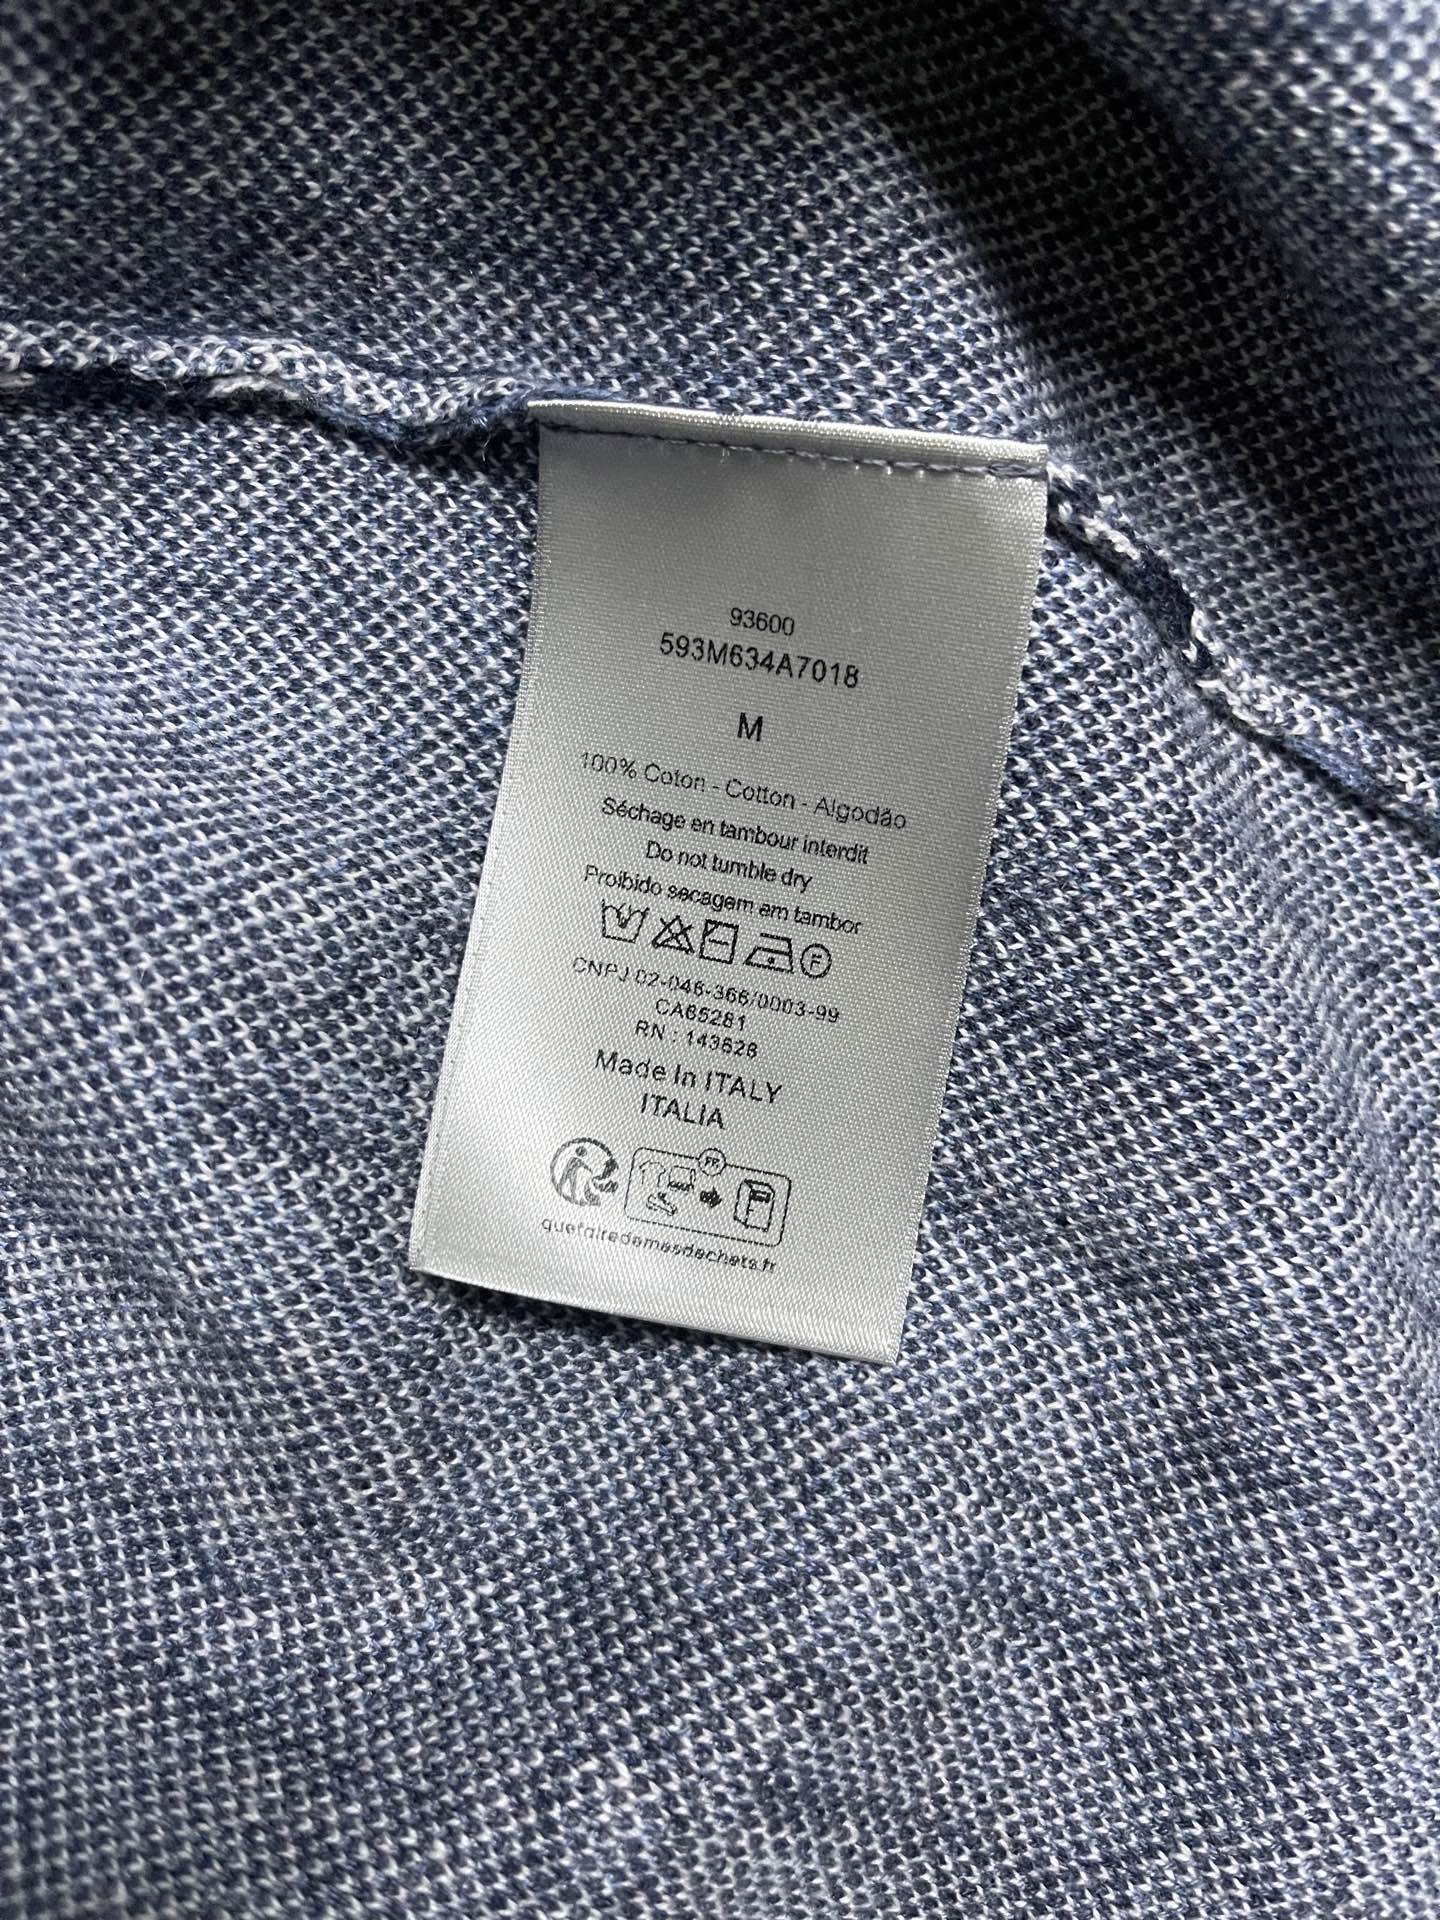 93600
593M634A7018
M
100% Coton - Cotton - Algodão
Séchage en tambour interdit
Do not tumble dry
Proibido secagem em tambor
F
CNPJ 02-046-366/0003-99
CA65281
RN : 143628
Made In ITALY
ITALIA
FR
quefairedemesdechets.fr